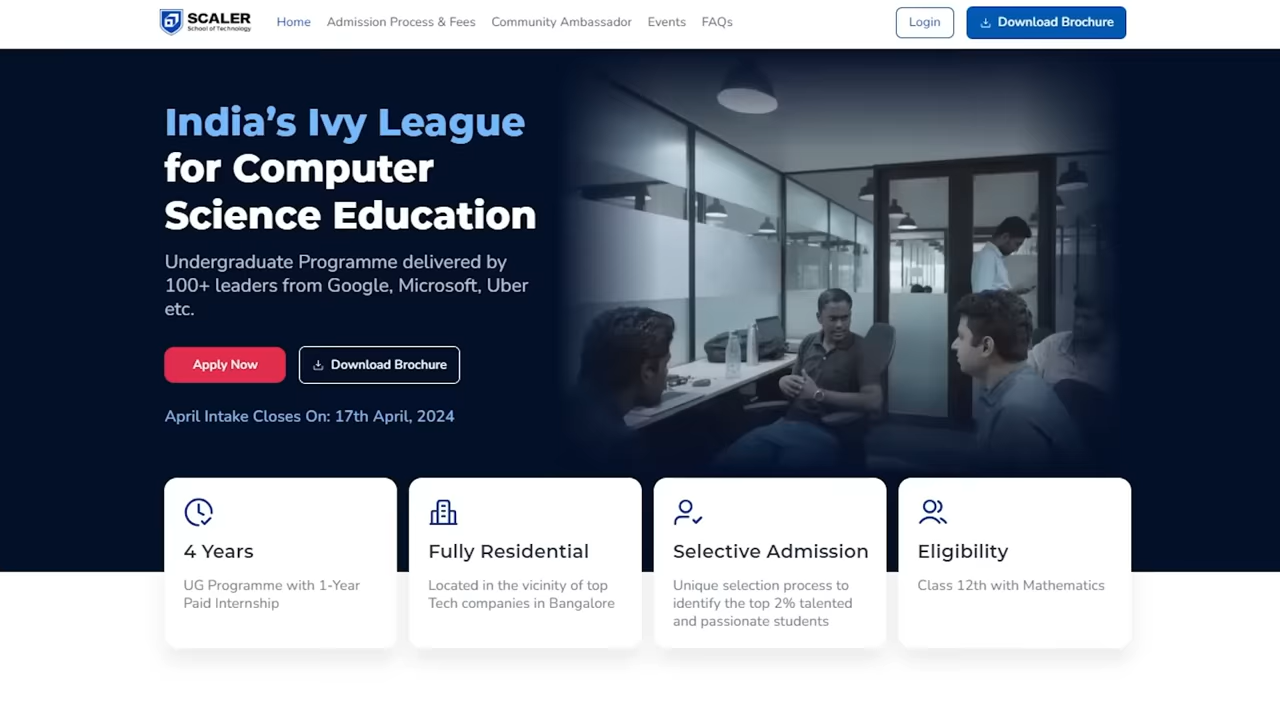 SCALER
School of Technology
Home
Admission Process & Fees
Community Ambassador
Events
FAQs
Login
Download Brochure
India's Ivy League
for Computer
Science Education
Undergraduate Programme delivered by
100+ leaders from Google, Microsoft, Uber
etc.
Apply Now
Download Brochure
April Intake Closes On: 17th April, 2024
4 Years
UG Programme with 1-Year
Paid Internship
Fully Residential
Located in the vicinity of top
Tech companies in Bangalore
Selective Admission
Unique selection process to
identify the top 2% talented
and passionate students
Eligibility
Class 12th with Mathematics